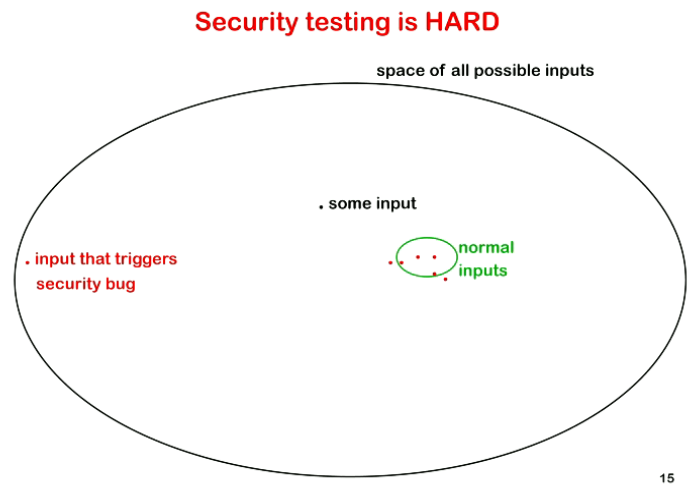 Security testing is HARD
space of all possible inputs
. some input
normal
inputs
. input that triggers
security bug
15